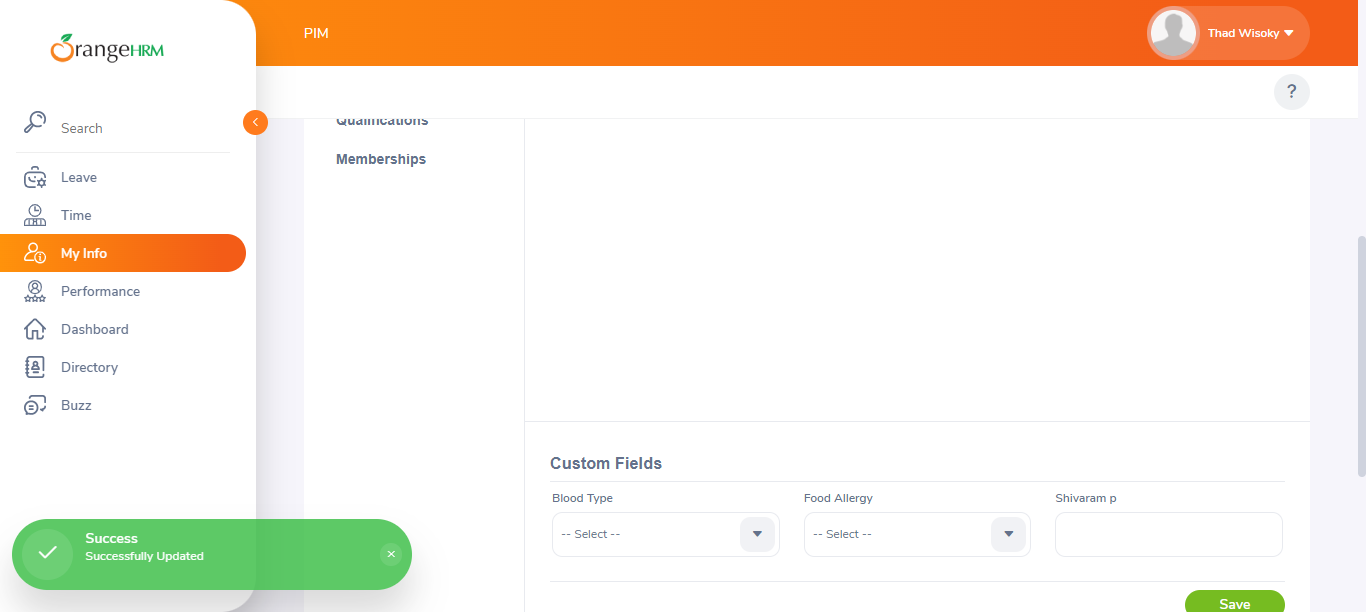 OrangeHRM
PIM
Thad Wisoky
?
Search
Qualifications
Memberships
Leave
Time
My Info
Performance
Dashboard
Directory
Buzz
Custom Fields
Blood Type
Food Allergy
Shivaram p
-- Select --
-- Select --
Success
Successfully Updated
Save